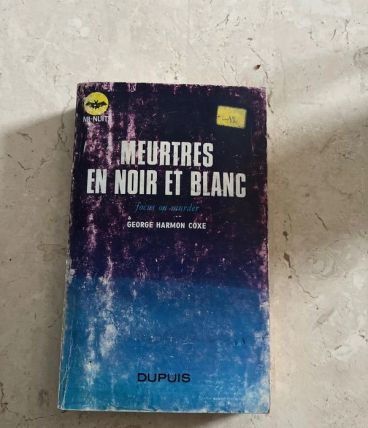 MI-NUIT
MEURTRES
EN NOIR ET BLANC
focus on murder
GEORGE HARMON COXE
DUPUIS